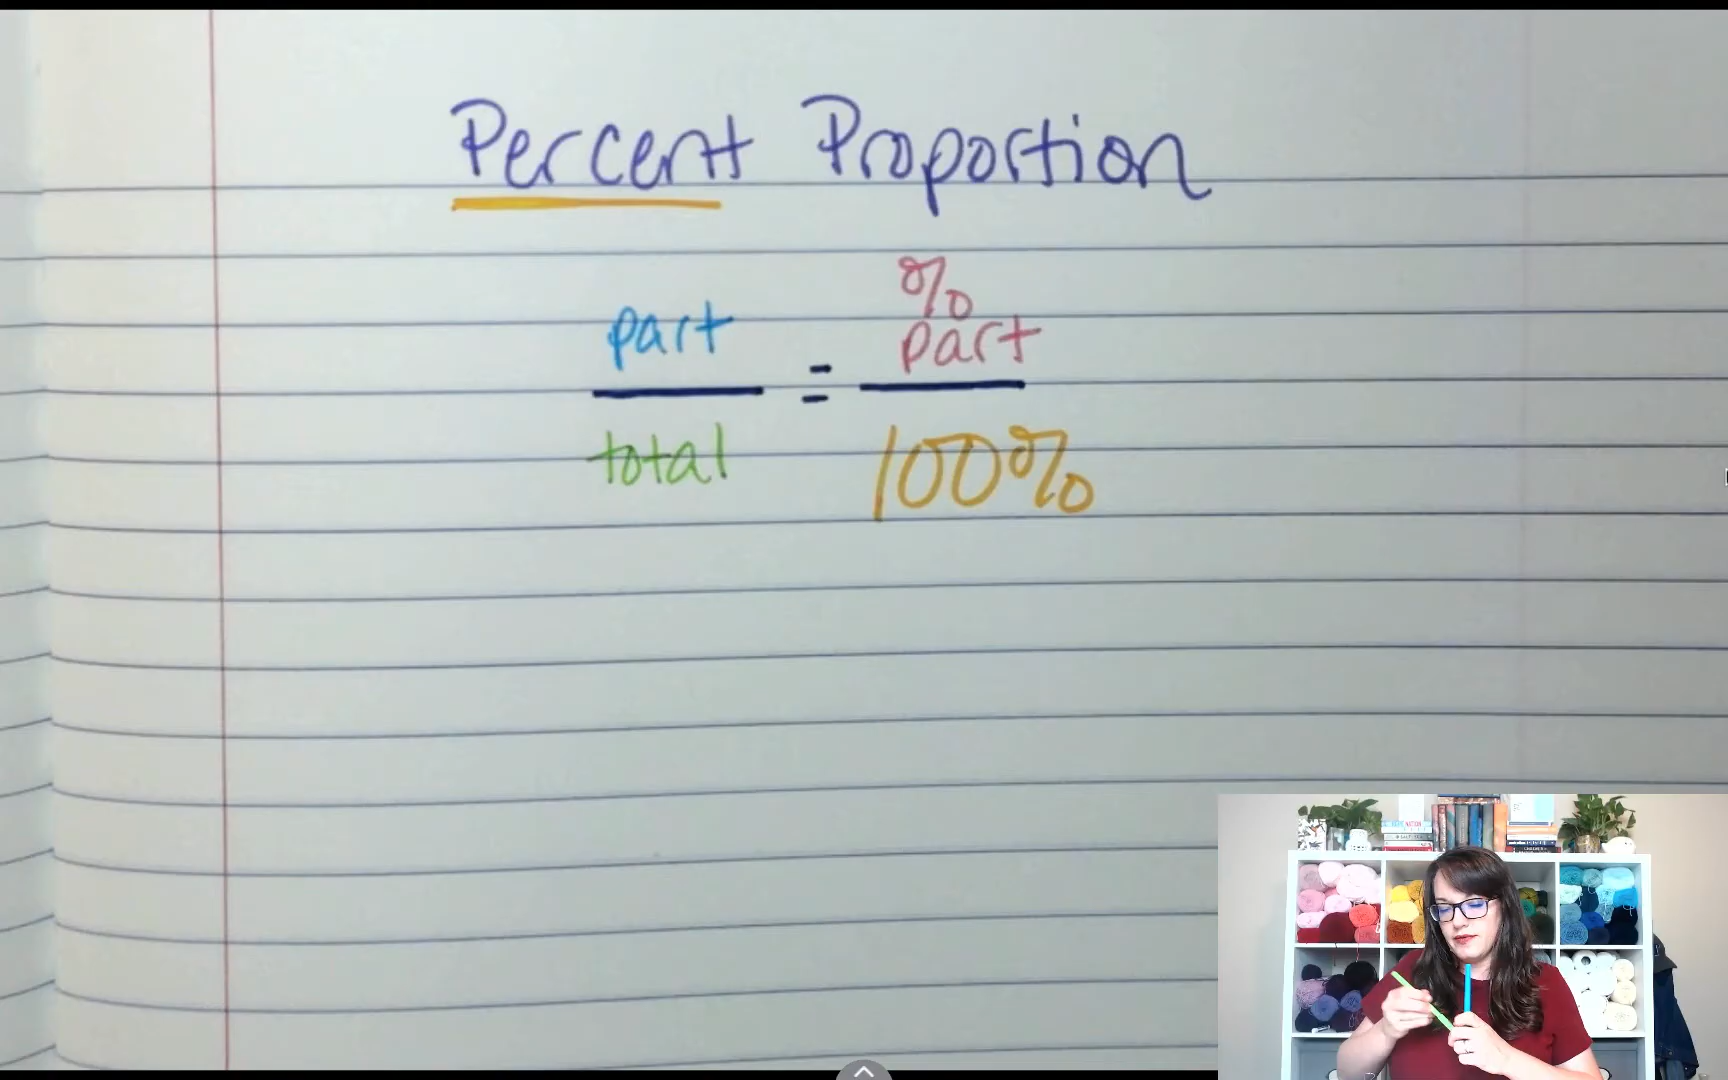 Percent Proportion
part = % part
total 100%